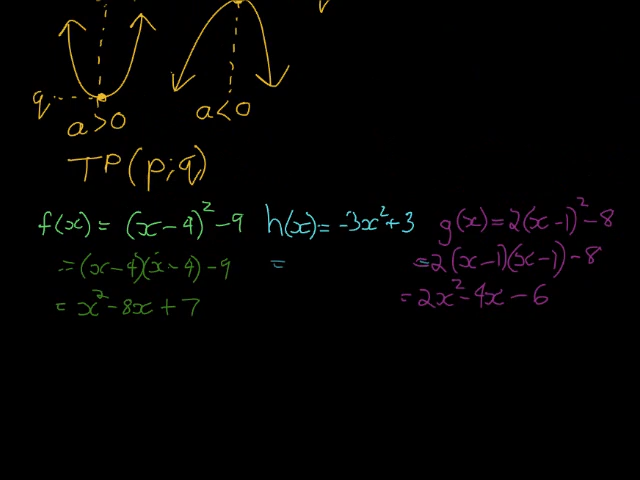 q
a>0
a<0
TP(p;q)
f(x) = (x-4)²-9
= (x-4)(x-4)-9
= x²-8x+7
h(x) = -3x²+3
=
g(x) = 2(x-1)²-8
= 2(x-1)(x-1)-8
= 2x²-4x-6